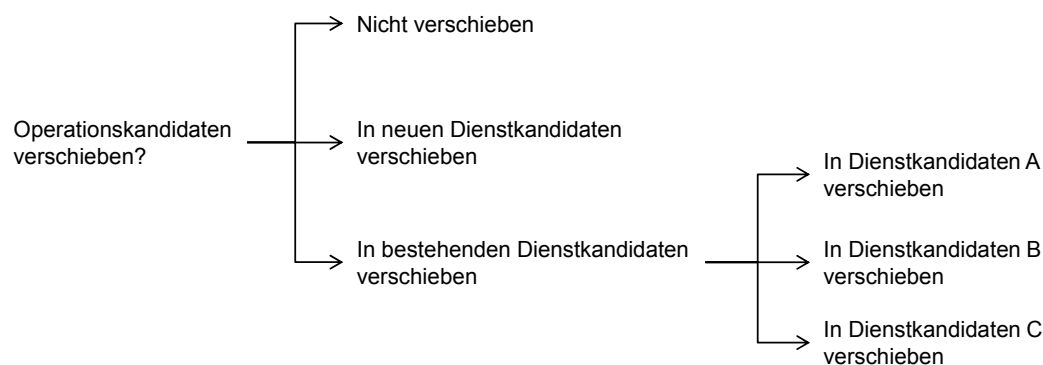 Nicht verschieben
Operationskandidaten
verschieben?
In neuen Dienstkandidaten
verschieben
In bestehenden Dienstkandidaten
verschieben
In Dienstkandidaten A
verschieben
In Dienstkandidaten B
verschieben
In Dienstkandidaten C
verschieben